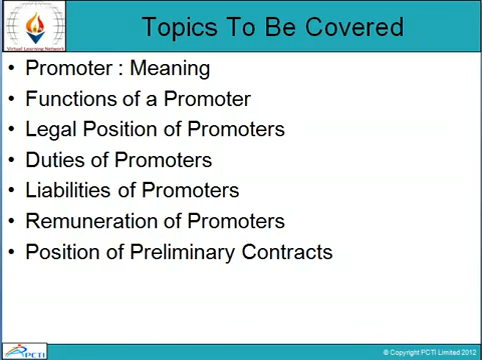 Topics To Be Covered
Virtual Learning Network
• Promoter : Meaning
• Functions of a Promoter
• Legal Position of Promoters
• Duties of Promoters
• Liabilities of Promoters
• Remuneration of Promoters
• Position of Preliminary Contracts
PCTI
© Copyright PCTI Limited 2012